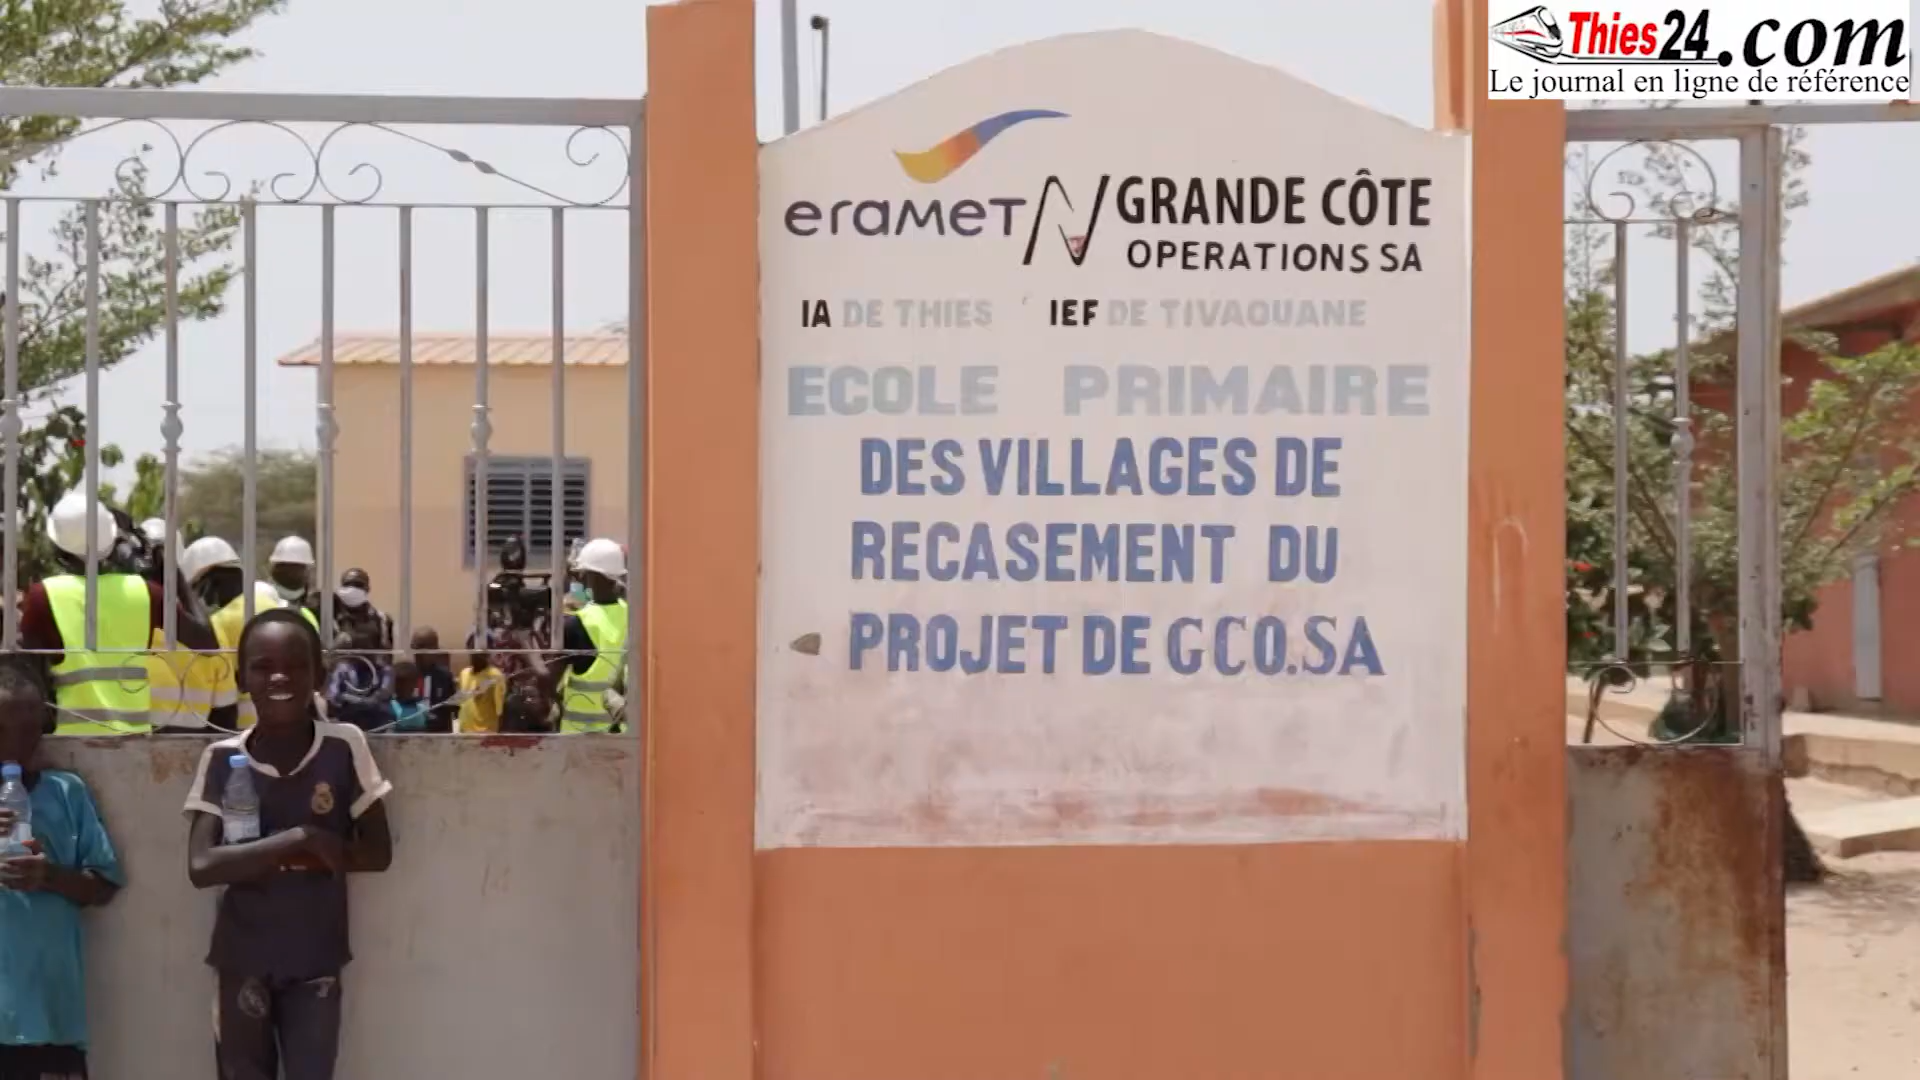 Thies24.com
Le journal en ligne de référence
eramet GRANDE CÔTE
OPERATIONS SA
IA DE THIES IEF DE TIVAOUANE
ECOLE PRIMAIRE
DES VILLAGES DE
RECASEMENT DU
PROJET DE GCO.SA